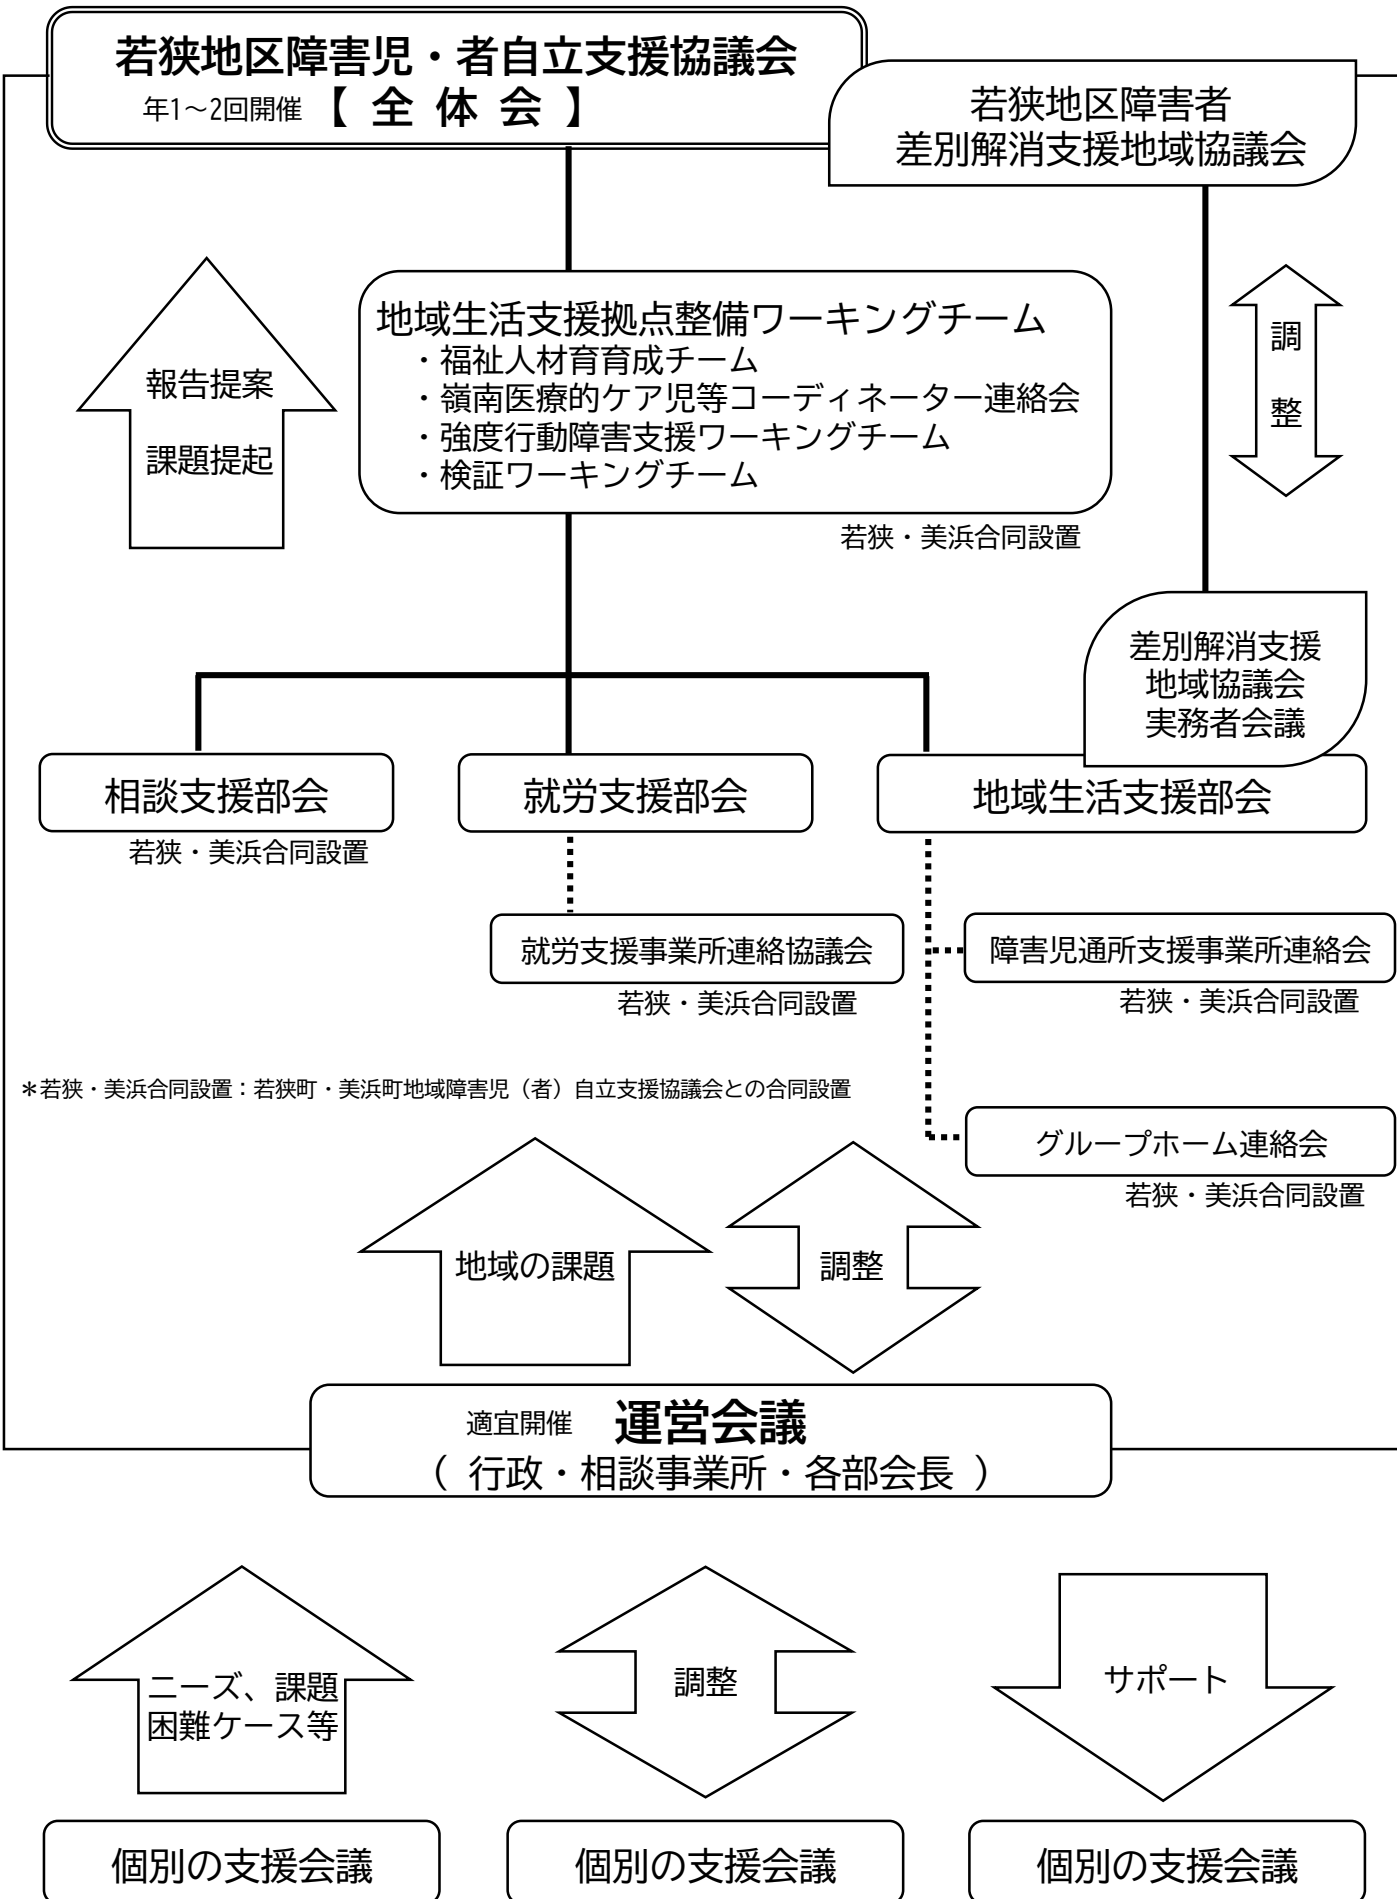 若狭地区障害児・者自立支援協議会
年1～2回開催 【 全 体 会 】
若狭地区障害者
差別解消支援地域協議会
報告提案
課題提起
地域生活支援拠点整備ワーキングチーム
・福祉人材育育成チーム
・嶺南医療的ケア児等コーディネーター連絡会
・強度行動障害支援ワーキングチーム
・検証ワーキングチーム
若狭・美浜合同設置
調
整
差別解消支援
地域協議会
実務者会議
相談支援部会
若狭・美浜合同設置
就労支援部会
地域生活支援部会
就労支援事業所連絡協議会
若狭・美浜合同設置
障害児通所支援事業所連絡会
若狭・美浜合同設置
＊若狭・美浜合同設置：若狭町・美浜町地域障害児（者）自立支援協議会との合同設置
グループホーム連絡会
若狭・美浜合同設置
地域の課題
調整
適宜開催 運営会議
（ 行政・相談事業所・各部会長 ）
ニーズ、課題
困難ケース等
調整
サポート
個別の支援会議
個別の支援会議
個別の支援会議